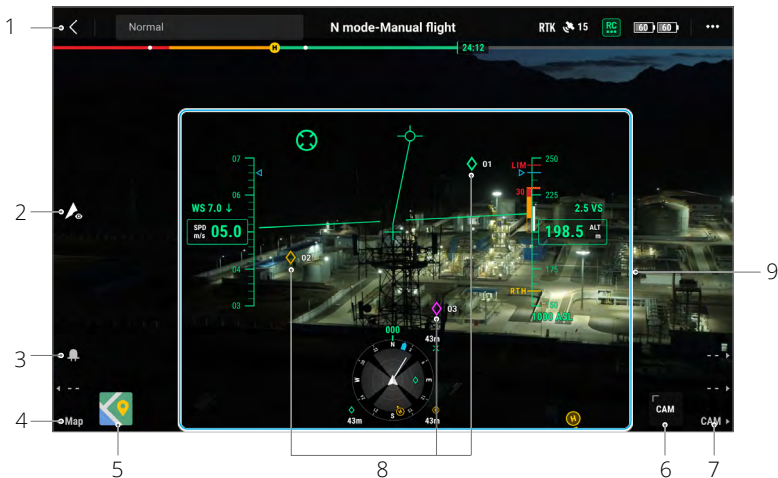 1
Normal
N mode-Manual flight
RTK 15 RC 60 60
H
24:12
07
01
LIM 250
06
30 225
WS 7.0 ↓
2.5 VS
SPD m/s 05.0
198.5 ALT m
2
02
04
175
9
RTH
03
03
150
1000 ASL
000
43m
3
N
W E
S
43m 43m
H
4 Map
CAM
CAM
5
8
6
7